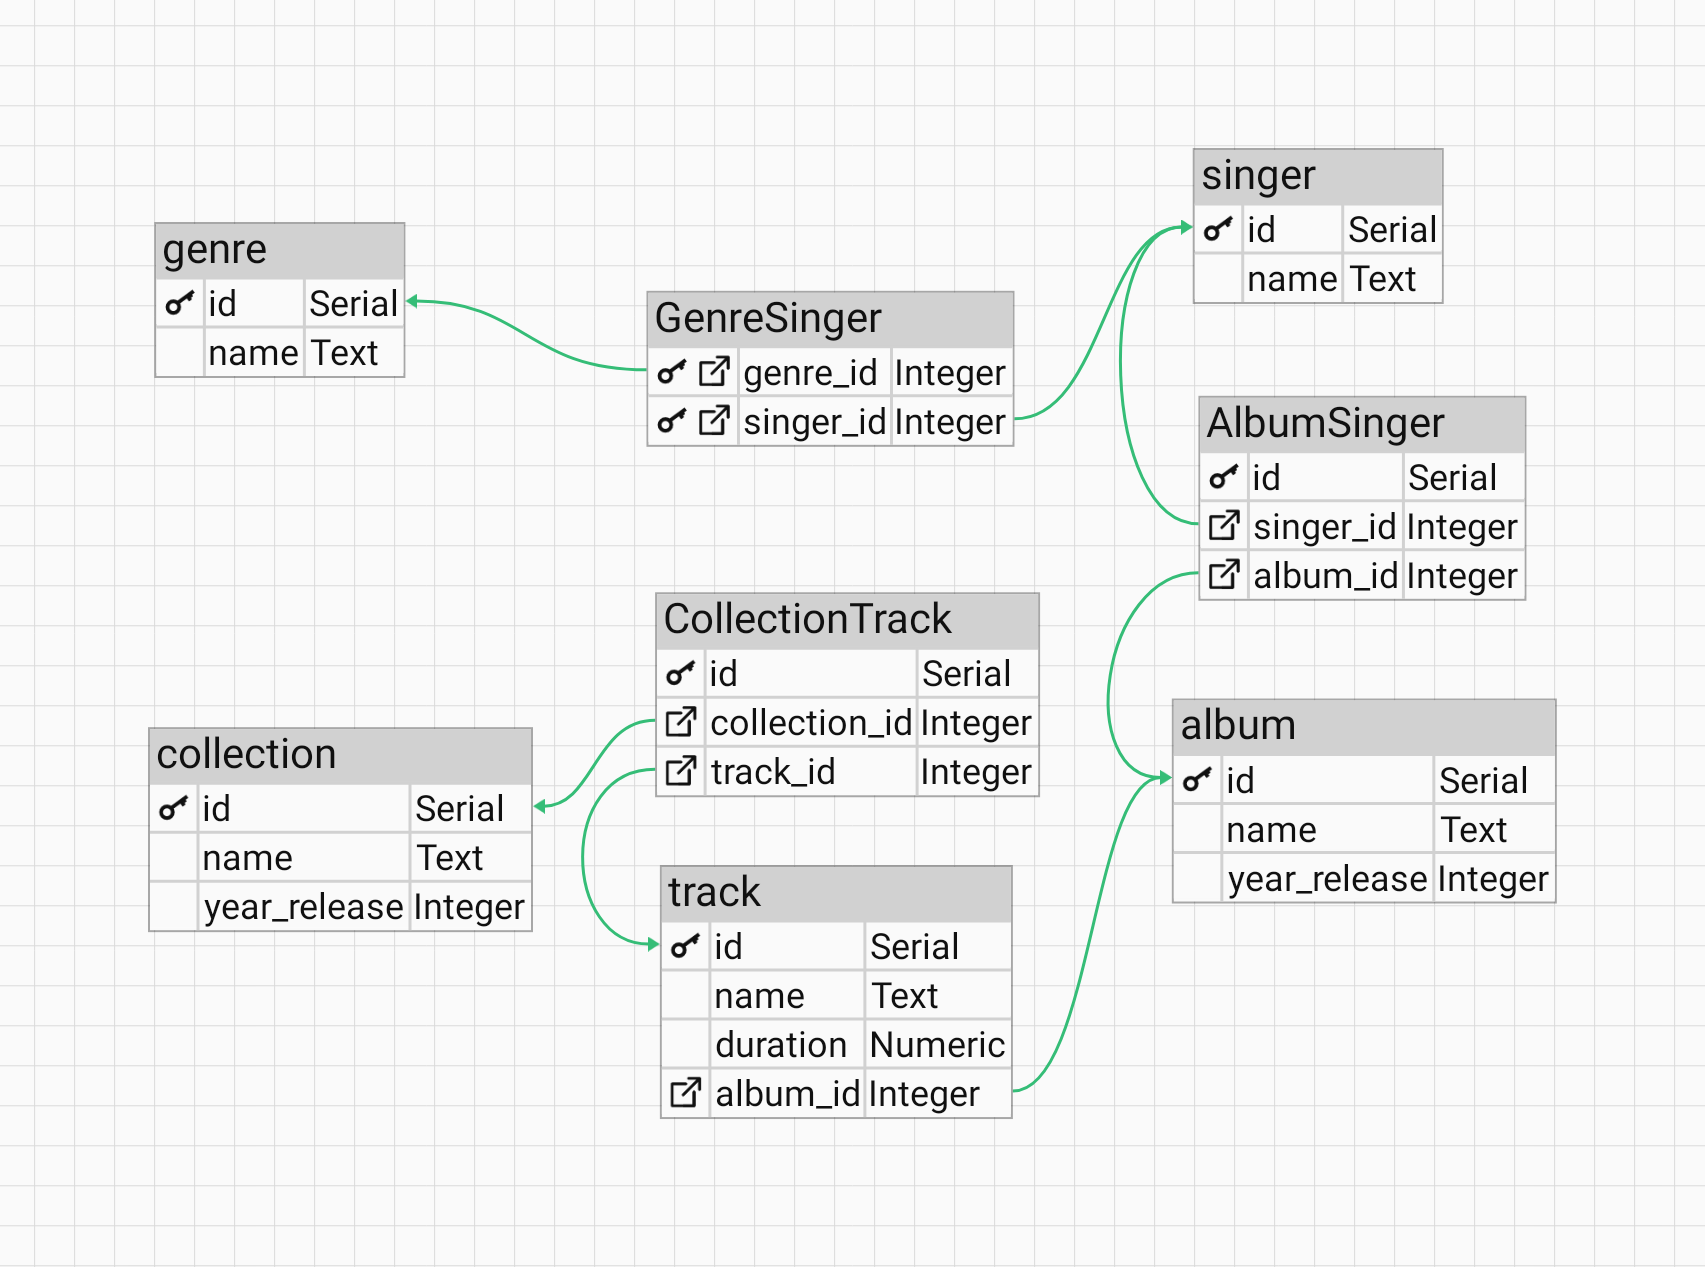 genre
id Serial
name Text
GenreSinger
genre_id Integer
singer_id Integer
singer
id Serial
name Text
AlbumSinger
id Serial
singer_id Integer
album_id Integer
CollectionTrack
id Serial
collection_id Integer
track_id Integer
collection
id Serial
name Text
year_release Integer
track
id Serial
name Text
duration Numeric
album_id Integer
album
id Serial
name Text
year_release Integer